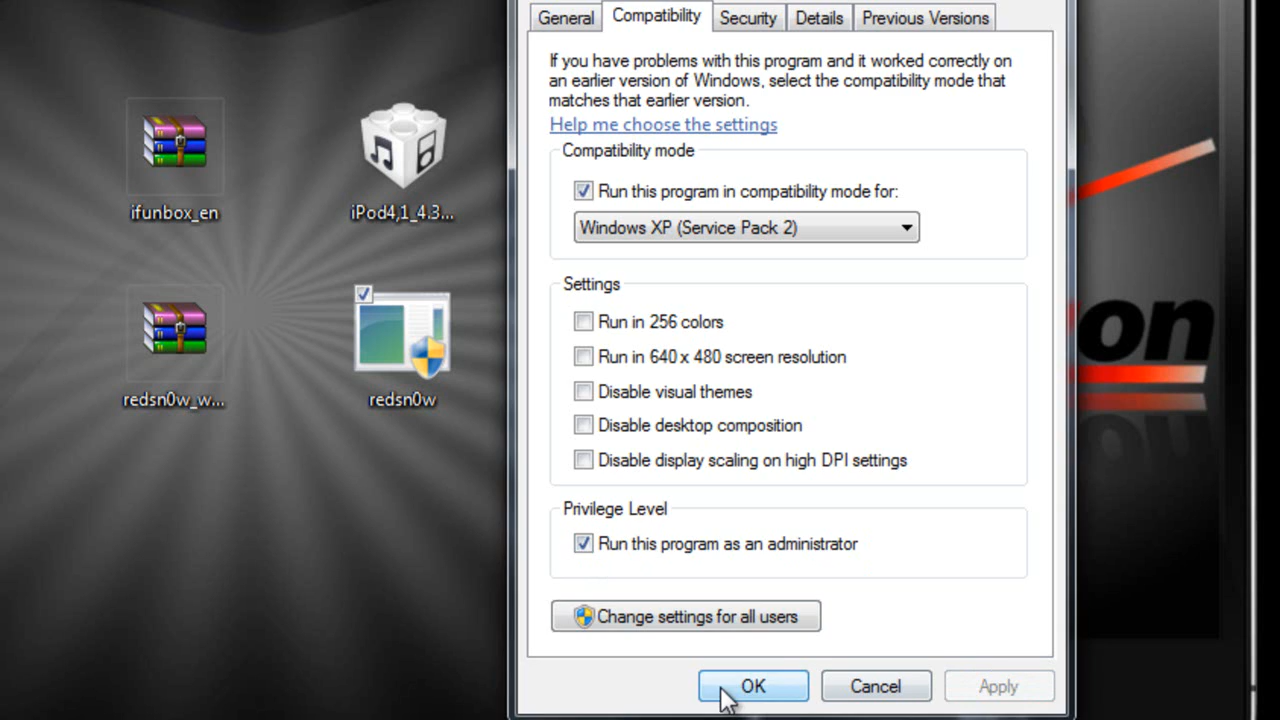 General
Compatibility
Security
Details
Previous Versions
If you have problems with this program and it worked correctly on
an earlier version of Windows, select the compatibility mode that
matches that earlier version.
Help me choose the settings
Compatibility mode
Run this program in compatibility mode for:
Windows XP (Service Pack 2)
Settings
Run in 256 colors
Run in 640 x 480 screen resolution
Disable visual themes
Disable desktop composition
Disable display scaling on high DPI settings
Privilege Level
Run this program as an administrator
Change settings for all users
OK
Cancel
Apply
ifunbox_en
iPod4,1_4.3...
redsn0w_w...
redsn0w
on